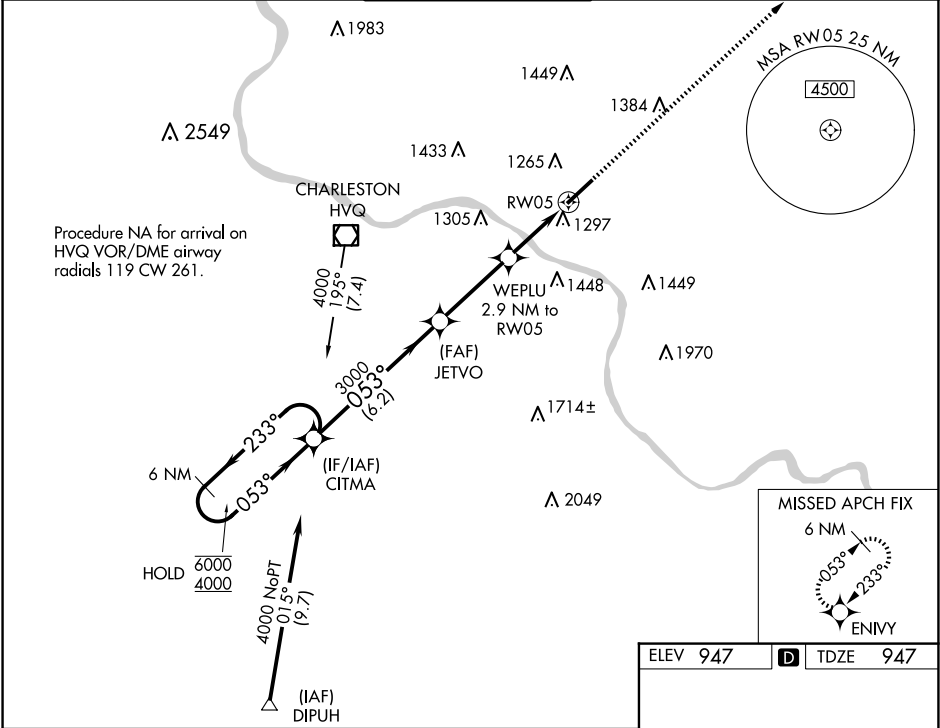 1983
1449
1384
2549
1433
1265
MSA RW05 25 NM
4500
CHARLESTON
HVQ
RW05
1305
1297
Procedure NA for arrival on
HVQ VOR/DME airway
radials 119 CW 261.
4000
195°
(7.4)
WEPLU
2.9 NM to
RW05
1448
1449
(FAF)
JETVO
1970
3000
053°
(6.2)
1714±
233°
053°
6 NM
(IF/IAF)
CITMA
2049
HOLD
6000
4000
4000 NoPT
015°
(9.7)
(IAF)
DIPUH
MISSED APCH FIX
6 NM
053°
233°
ENIVY
ELEV 947 D TDZE 947